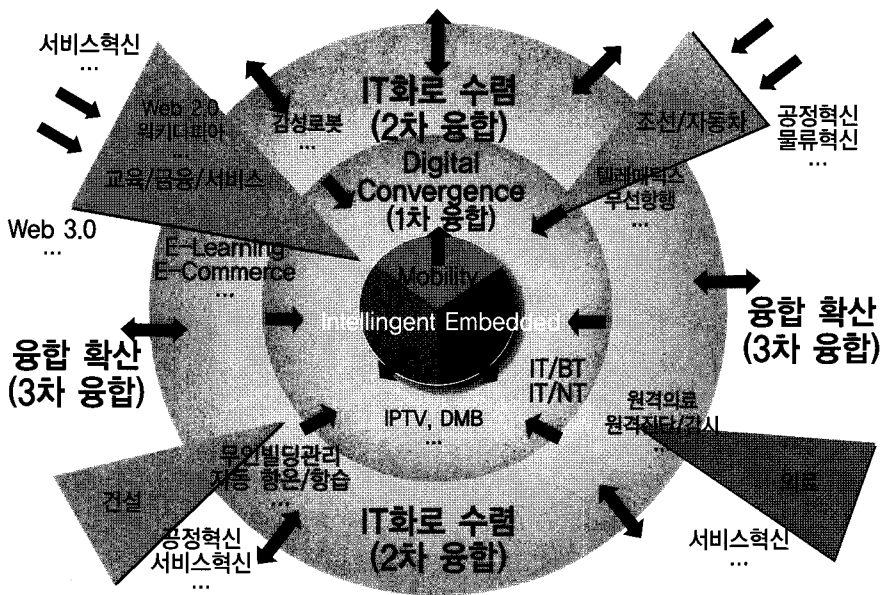 서비스혁신
...
Web 2.0
위키디피아
...
교육/금융/서비스
Web 3.0
...
E-Learning
E-Commerce
...
감성로봇
...
IT화로 수렴
(2차 융합)
Digital
Convergence
(1차 융합)
조선/자동차
텔레매틱스
무선항행
...
공정혁신
물류혁신
...
Mobility
Intellingent Embedded
융합 확산
(3차 융합)
융합 확산
(3차 융합)
IT/BT
IT/NT
IPTV, DMB
...
원격의료
원격진단/감시
...
의료
서비스혁신
...
무인빌딩관리
자동 항온/항습
...
건설
공정혁신
서비스혁신
...
IT화로 수렴
(2차 융합)